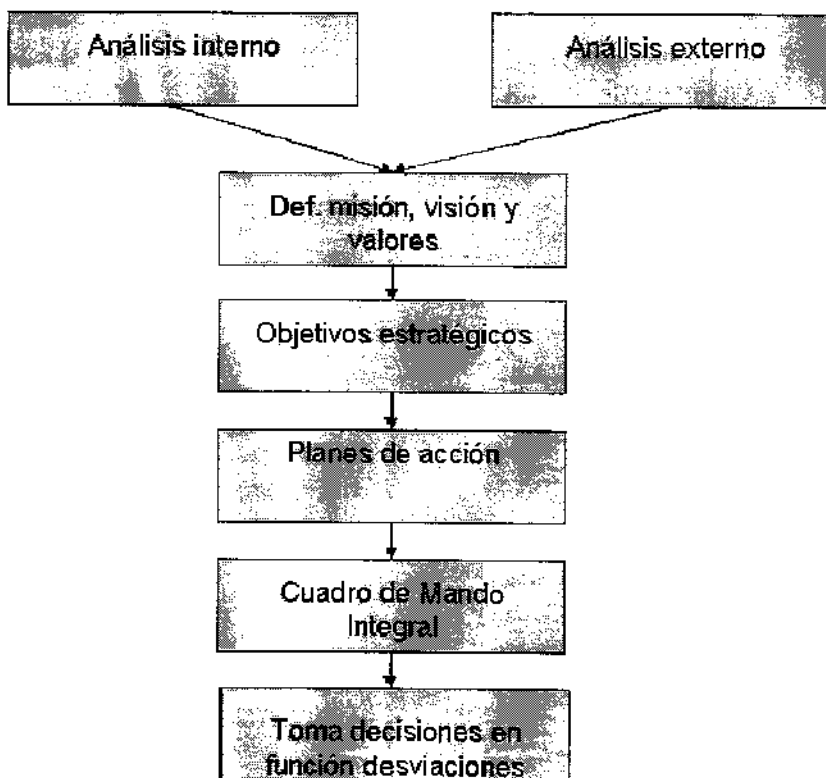 Análisis interno
Análisis externo
Def. misión, visión y
valores
Objetivos estratégicos
Planes de acción
Cuadro de Mando
Integral
Toma decisiones en
función desviaciones